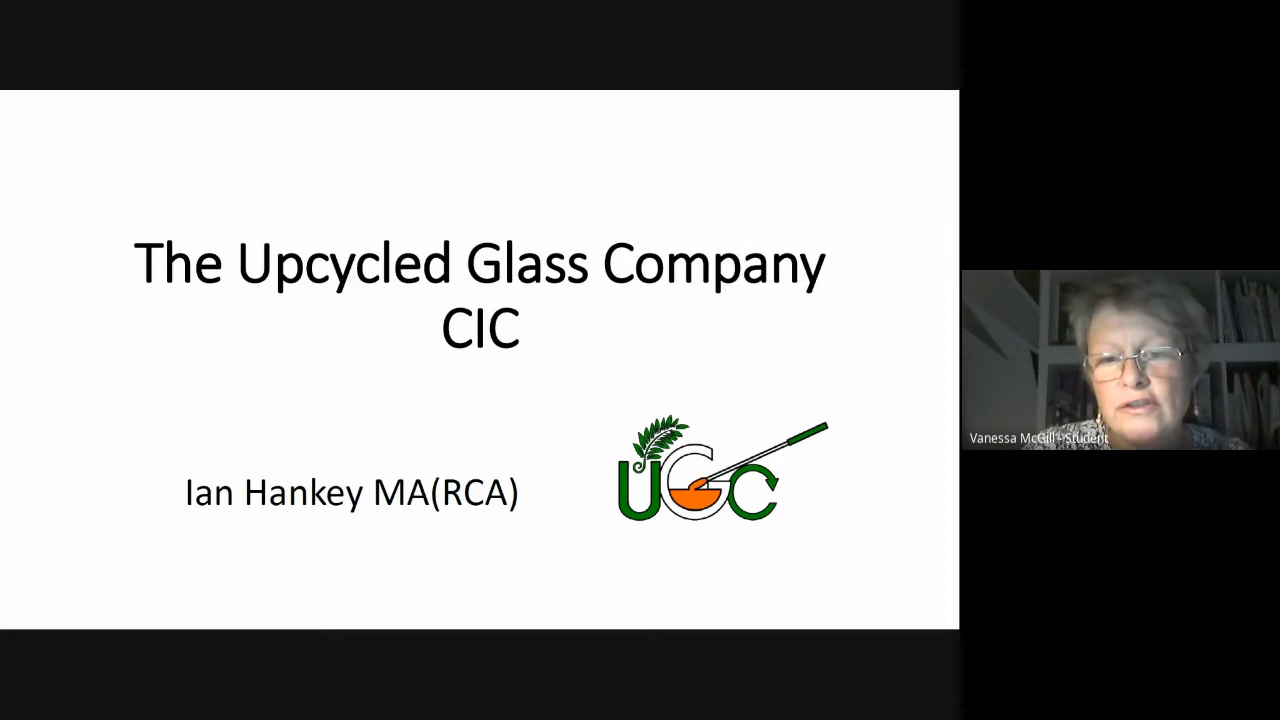 The Upcycled Glass Company
CIC
Ian Hankey MA(RCA)
UGC
Vanessa McGill - Student